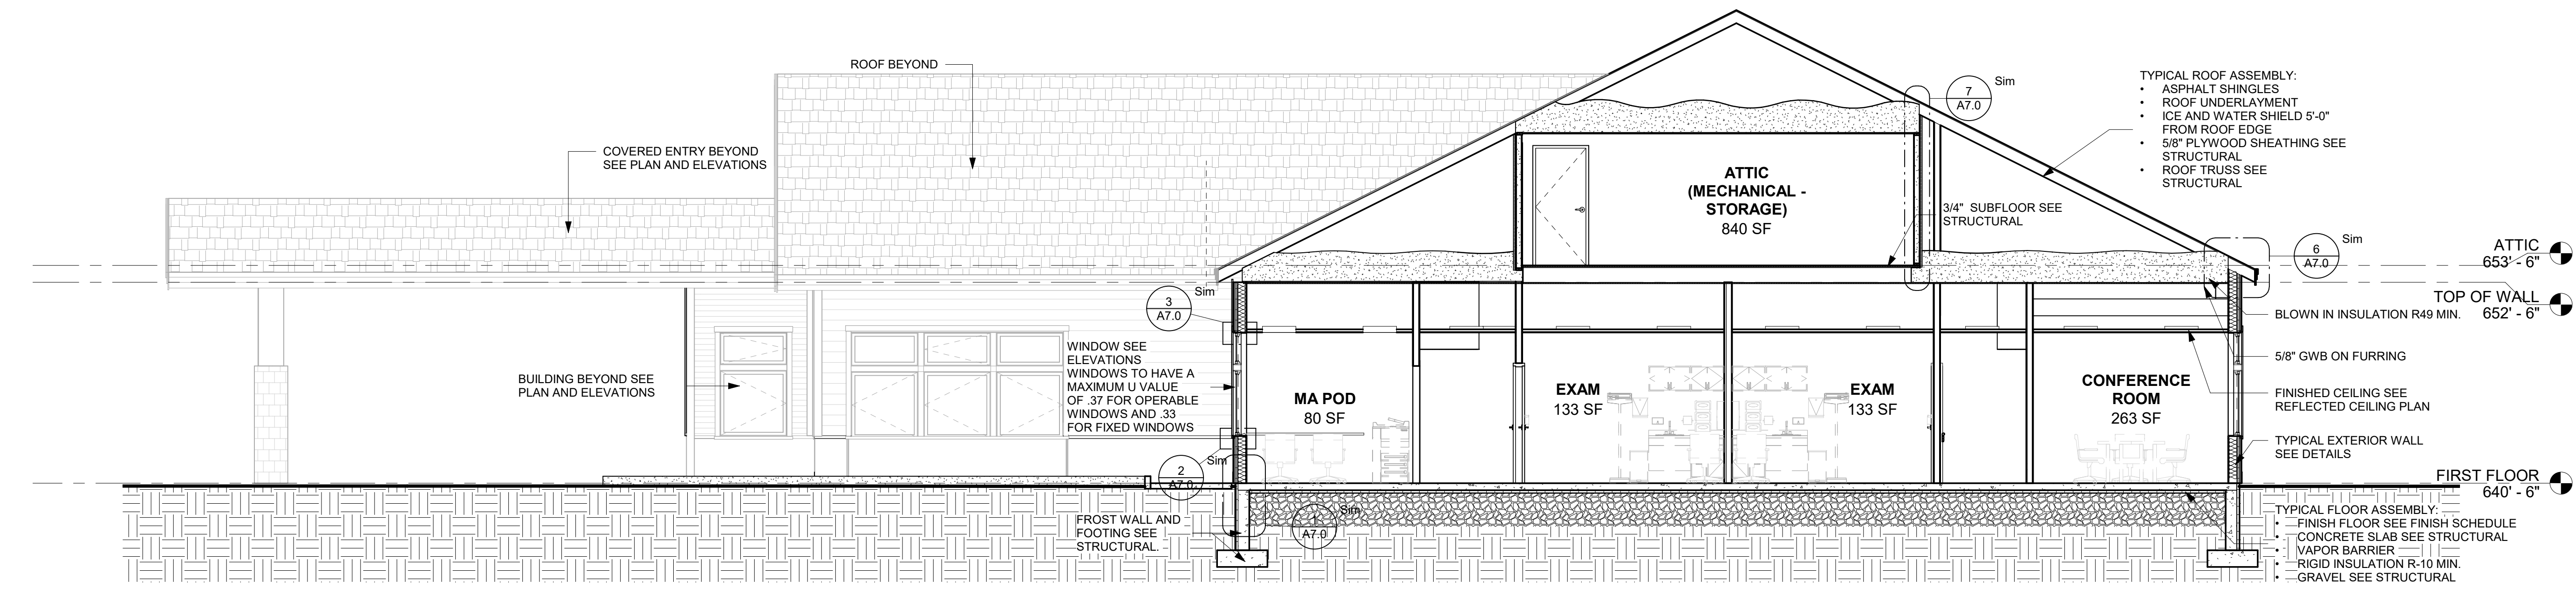 ROOF BEYOND
COVERED ENTRY BEYOND
SEE PLAN AND ELEVATIONS
BUILDING BEYOND SEE
PLAN AND ELEVATIONS
3
A7.0
Sim
WINDOW SEE
ELEVATIONS
WINDOWS TO HAVE A
MAXIMUM U VALUE
OF .37 FOR OPERABLE
WINDOWS AND .33
FOR FIXED WINDOWS
2
A7.0
Sim
FROST WALL AND
FOOTING SEE
STRUCTURAL.
1
A7.0
Sim
7
A7.0
Sim
ATTIC
(MECHANICAL -
STORAGE)
840 SF
3/4" SUBFLOOR SEE
STRUCTURAL
MA POD
80 SF
EXAM
133 SF
EXAM
133 SF
CONFERENCE
ROOM
263 SF
TYPICAL ROOF ASSEMBLY:
• ASPHALT SHINGLES
• ROOF UNDERLAYMENT
• ICE AND WATER SHIELD 5'-0"
FROM ROOF EDGE
• 5/8" PLYWOOD SHEATHING SEE
STRUCTURAL
• ROOF TRUSS SEE
STRUCTURAL
6
A7.0
Sim
ATTIC
653' - 6"
TOP OF WALL
652' - 6"
BLOWN IN INSULATION R49 MIN.
5/8" GWB ON FURRING
FINISHED CEILING SEE
REFLECTED CEILING PLAN
TYPICAL EXTERIOR WALL
SEE DETAILS
FIRST FLOOR
640' - 6"
TYPICAL FLOOR ASSEMBLY:
• FINISH FLOOR SEE FINISH SCHEDULE
• CONCRETE SLAB SEE STRUCTURAL
• VAPOR BARRIER
• RIGID INSULATION R-10 MIN.
• GRAVEL SEE STRUCTURAL